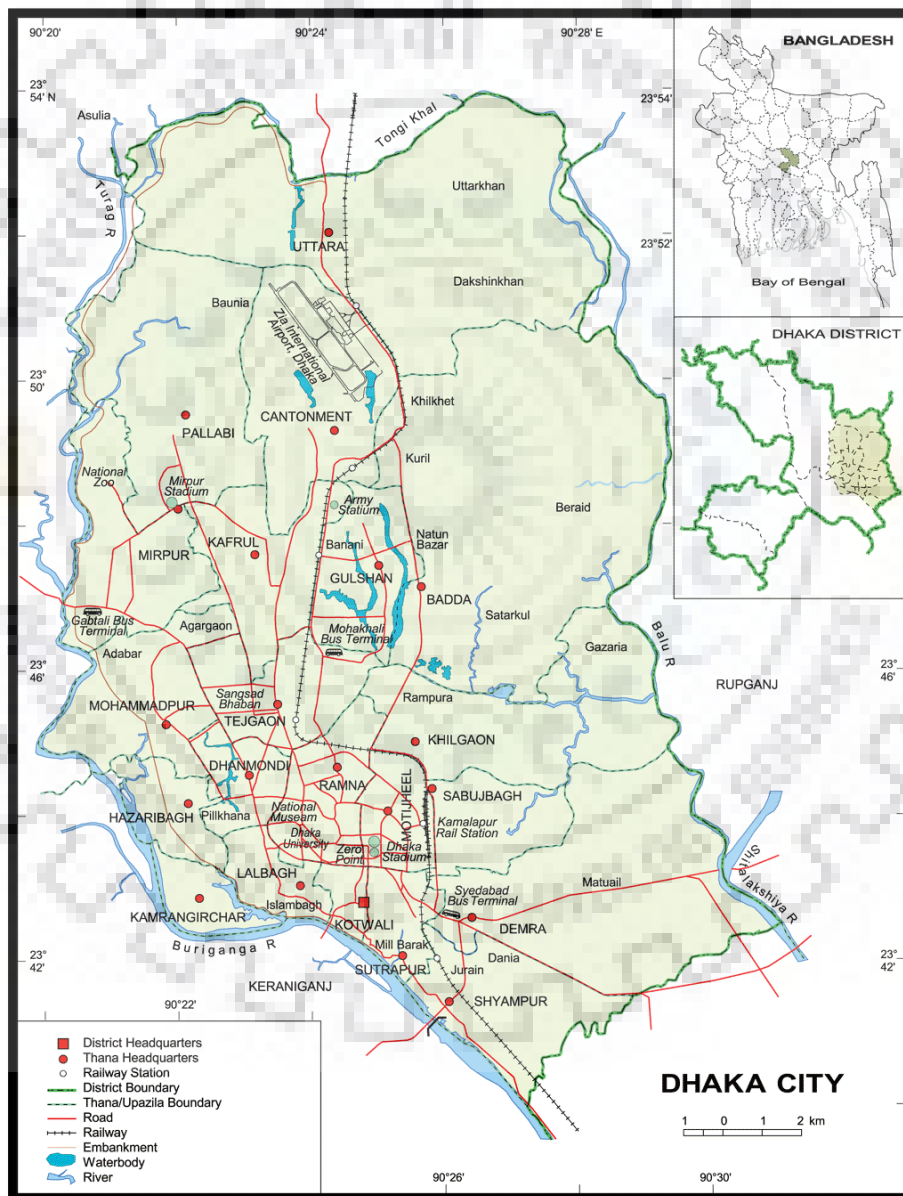 90°20'
90°24'
90°28' E
BANGLADESH
23°
54' N
23°54'
Asulia
Tongi Khal
Turag R
Uttarkhan
UTTARA
23°52'
Dakshinkhan
Baunia
Zia International
Airport, Dhaka
Bay of Bengal
DHAKA DISTRICT
23°
50'
Khilkhet
CANTONMENT
PALLABI
Kuril
National
Zoo
Mirpur
Stadium
Army
Statium
Beraid
Natun
Bazar
KAFRUL
Banani
MIRPUR
GULSHAN
BADDA
Satarkul
Gabtali Bus
Terminal
Agargaon
Mohakhali
Bus Terminal
Balu R
Gazaria
Adabar
23°
46'
23°
46'
RUPGANJ
Sangsad
Bhaban
Rampura
MOHAMMADPUR
TEJGAON
KHILGAON
DHANMONDI
RAMNA
MOTIJHEEL
SABUJBAGH
HAZARIBAGH
Pillkhana
National
Museam
Kamalapur
Rail Station
Dhaka
University
Zero
Point
Dhaka
Stadium
Shitalakshiya R
LALBAGH
Matuail
Islambagh
Syedabad
Bus Terminal
KAMRANGIRCHAR
KOTWALI
DEMRA
Buriganga R
Mill Barak
Dania
23°
42'
23°
42'
SUTRAPUR
Jurain
KERANIGANJ
SHYAMPUR
90°22'
District Headquarters
Thana Headquarters
Railway Station
District Boundary
Thana/Upazila Boundary
Road
Railway
Embankment
Waterbody
River
DHAKA CITY
1 0 1 2 km
90°26'
90°30'